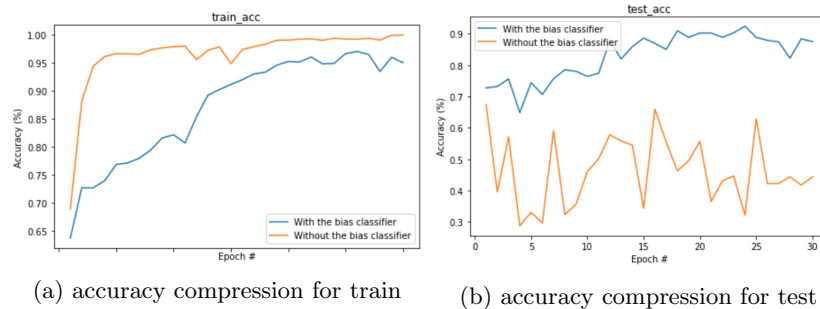 train_acc
1.00
0.95
0.90
0.85
0.80
0.75
0.70
0.65
Accuracy (%)
With the bias classifier
Without the bias classifier
Epoch #
(a) accuracy compression for train
test_acc
With the bias classifier
Without the bias classifier
0.9
0.8
0.7
0.6
0.5
0.4
0.3
Accuracy (%)
0 5 10 15 20 25 30
Epoch #
(b) accuracy compression for test